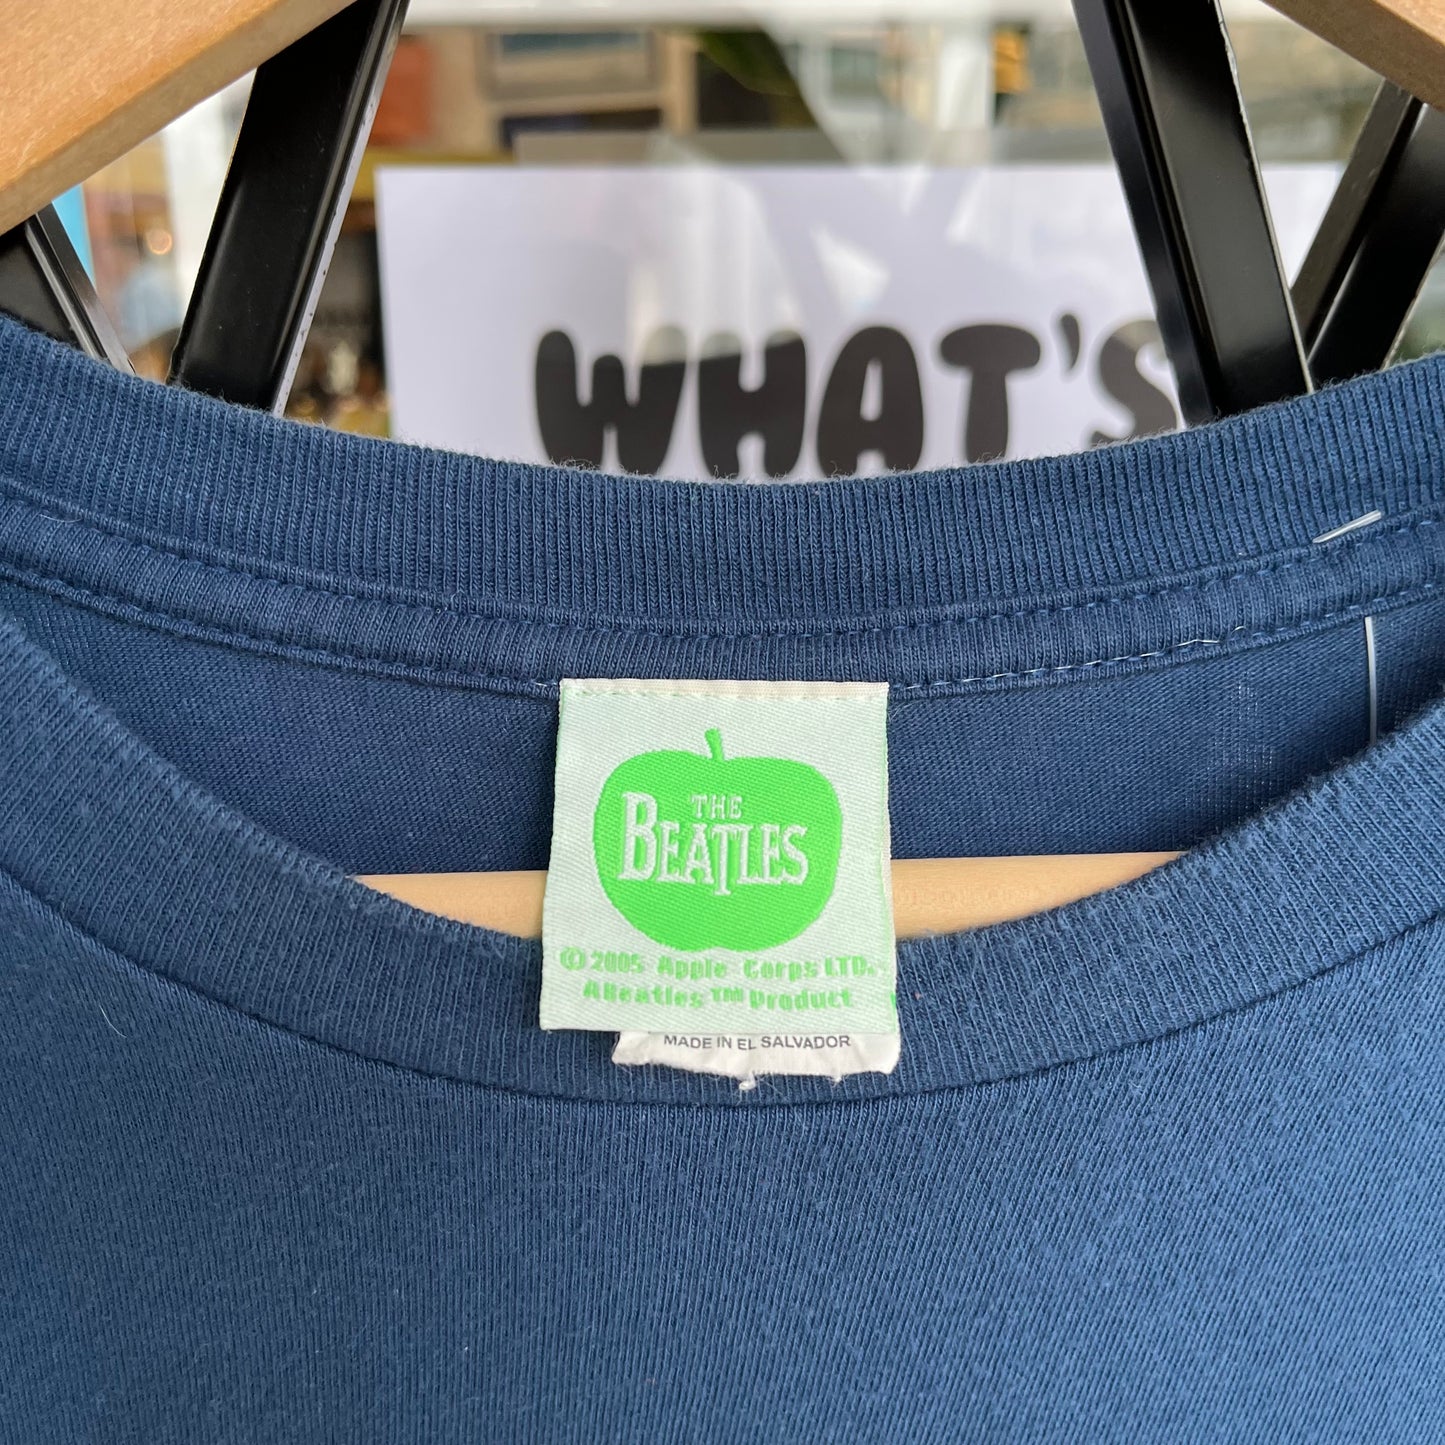 WHAT'S
THE
BEATLES
© 2005 Apple Corps LTD.
A Beatles ™ Product
MADE IN EL SALVADOR